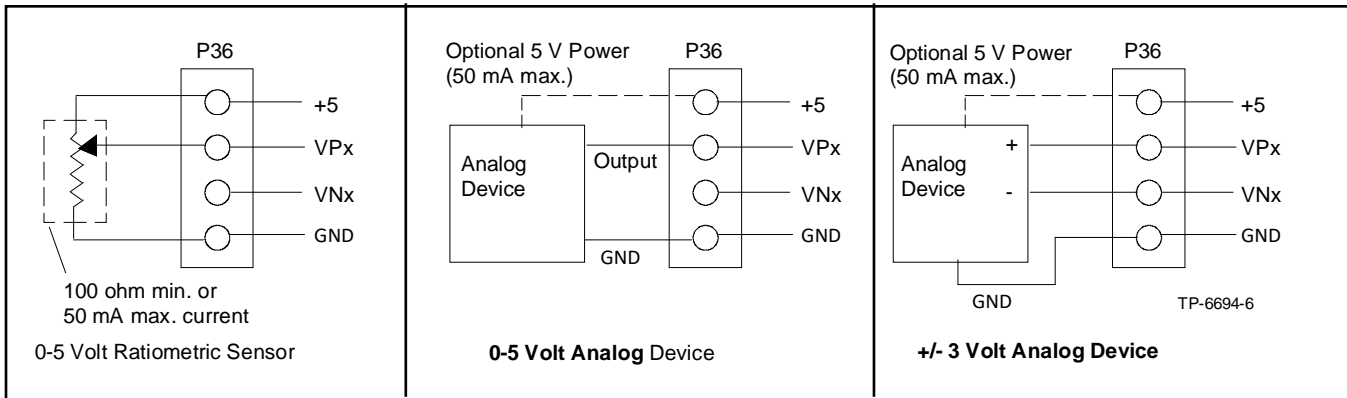 P36
+5
VPx
VNx
GND
100 ohm min. or
50 mA max. current
0-5 Volt Ratiometric Sensor
Optional 5 V Power
(50 mA max.)
P36
Analog
Device
Output
GND
+5
VPx
VNx
GND
0-5 Volt Analog Device
Optional 5 V Power
(50 mA max.)
P36
Analog
Device
+
-
GND
+5
VPx
VNx
GND
TP-6694-6
+/- 3 Volt Analog Device